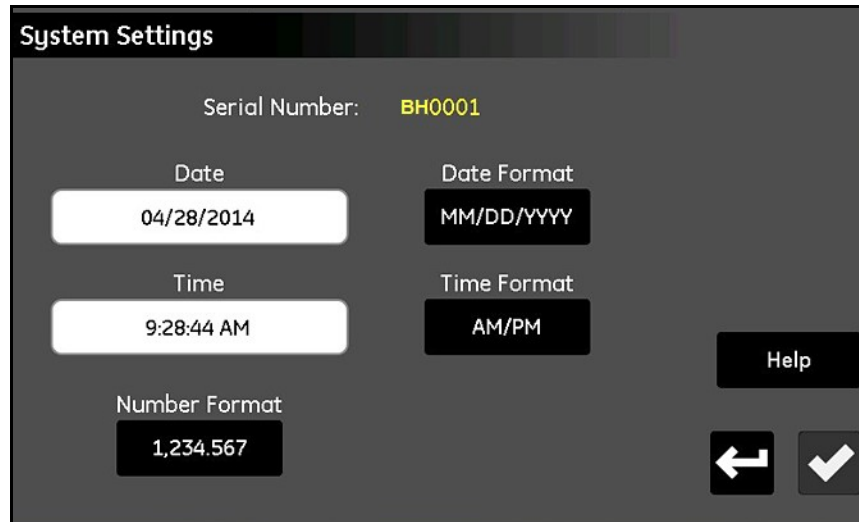 System Settings
Serial Number: BH0001
Date
Date Format
04/28/2014
MM/DD/YYYY
Time
Time Format
9:28:44 AM
AM/PM
Help
Number Format
1,234.567